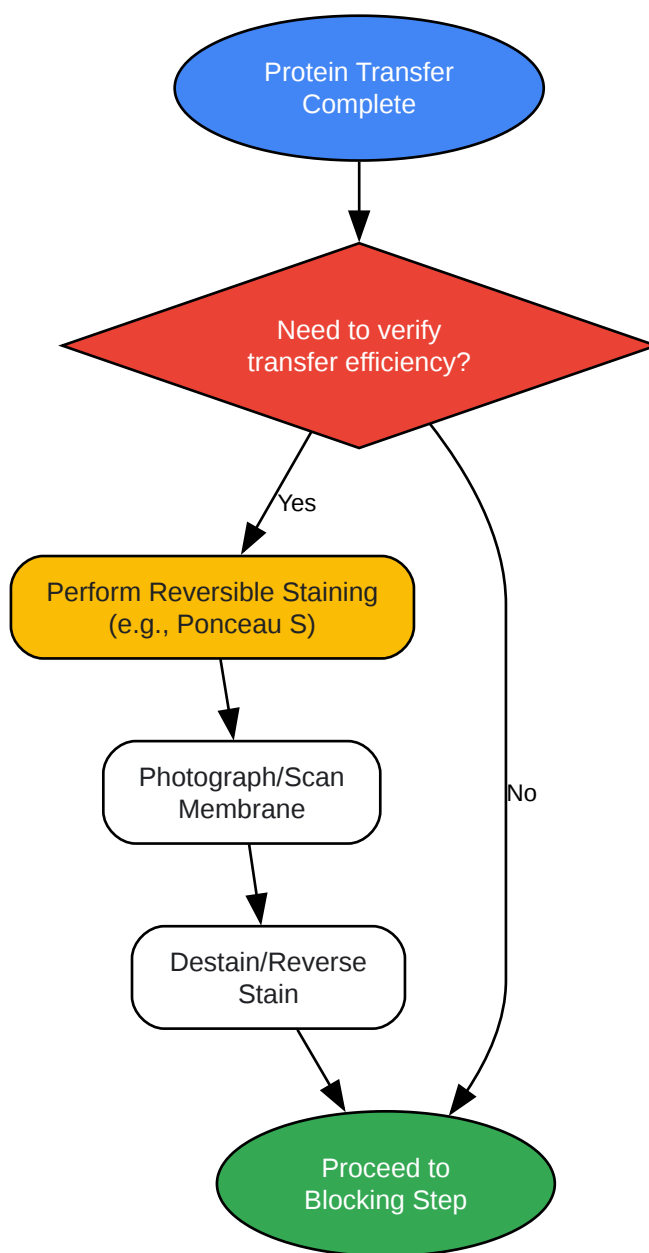 Protein Transfer
Complete
Need to verify
transfer efficiency?
Yes
Perform Reversible Staining
(e.g., Ponceau S)
Photograph/Scan
Membrane
No
Destain/Reverse
Stain
Proceed to
Blocking Step